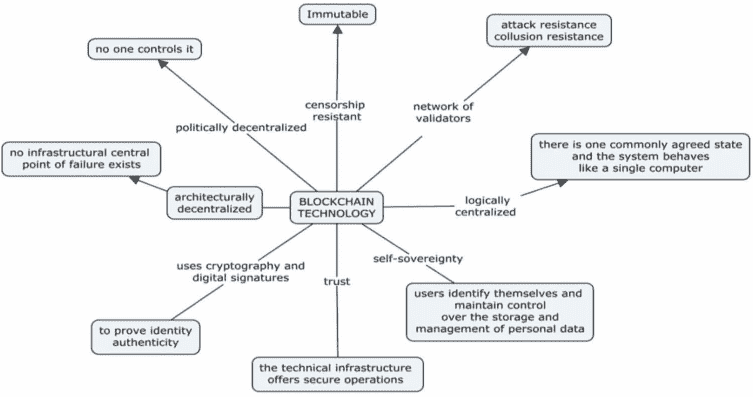 Immutable
no one controls it
attack resistance
collusion resistance
censorship
resistant
network of
validators
politically decentralized
no infrastructural central
point of failure exists
there is one commonly agreed state
and the system behaves
like a single computer
architecturally
decentralized
BLOCKCHAIN
TECHNOLOGY
logically
centralized
uses cryptography and
digital signatures
trust
self-sovereignty
users identify themselves and
maintain control
over the storage and
management of personal data
to prove identity
authenticity
the technical infrastructure
offers secure operations